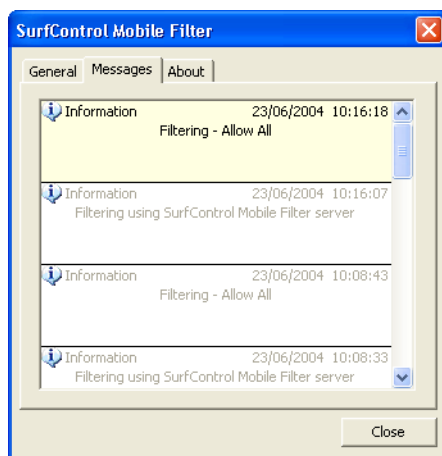 SurfControl Mobile Filter
General Messages About
Information 23/06/2004 10:16:18
Filtering - Allow All
Information 23/06/2004 10:16:07
Filtering using SurfControl Mobile Filter server
Information 23/06/2004 10:08:43
Filtering - Allow All
Information 23/06/2004 10:08:33
Filtering using SurfControl Mobile Filter server
Close